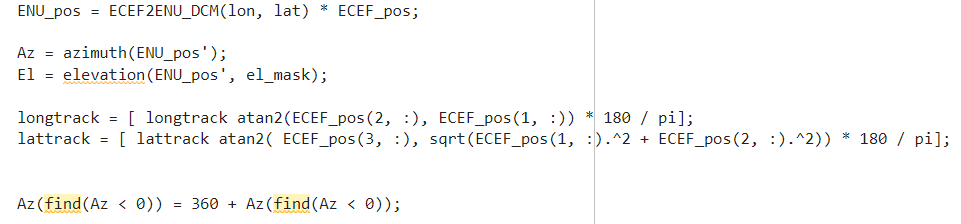 ENU_pos = ECEF2ENU_DCM(lon, lat) * ECEF_pos;
Az = azimuth(ENU_pos');
El = elevation(ENU_pos', el_mask);
longtrack = [ longtrack atan2(ECEF_pos(2, :), ECEF_pos(1, :)) * 180 / pi];
lattrack = [ lattrack atan2( ECEF_pos(3, :), sqrt(ECEF_pos(1, :).^2 + ECEF_pos(2, :).^2)) * 180 / pi];
Az(find(Az < 0)) = 360 + Az(find(Az < 0));